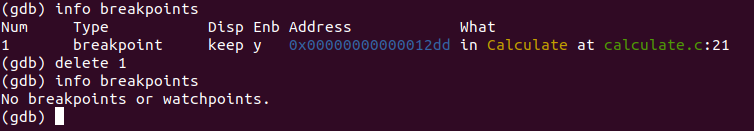 (gdb) info breakpoints
Num     Type           Disp Enb Address            What
1       breakpoint     keep y   0x00000000000012dd in Calculate at calculate.c:21
(gdb) delete 1
(gdb) info breakpoints
No breakpoints or watchpoints.
(gdb)